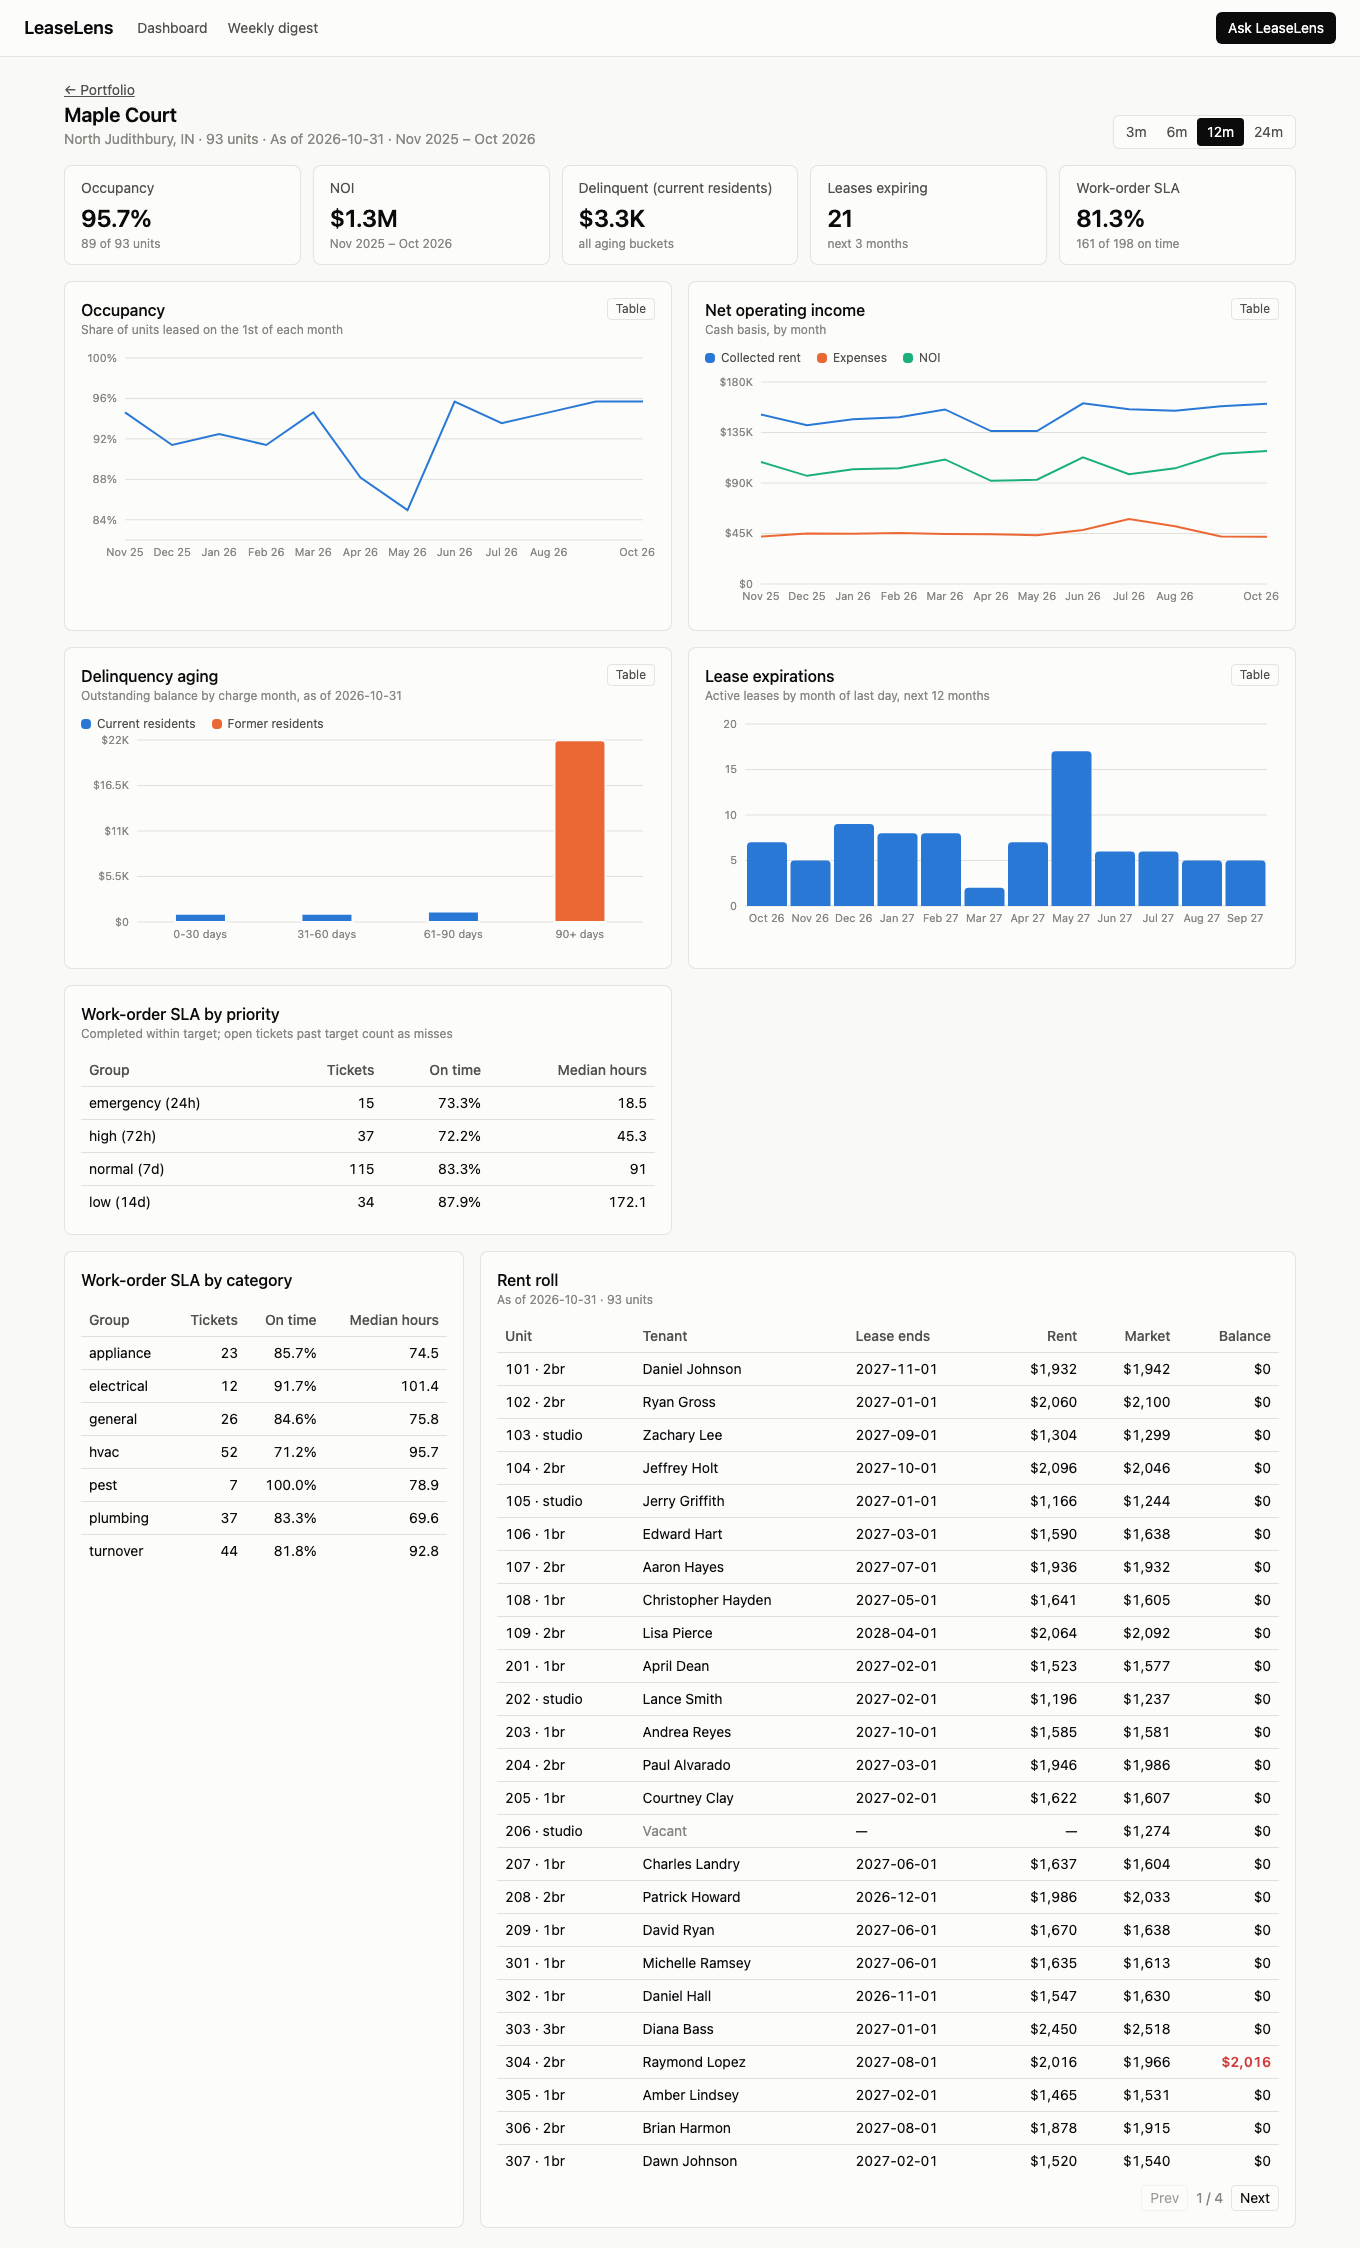 LeaseLens Dashboard Weekly digest Ask LeaseLens
← Portfolio
Maple Court
North Judithbury, IN · 93 units · As of 2026-10-31 · Nov 2025 – Oct 2026
3m 6m 12m 24m
Occupancy
95.7%
89 of 93 units
NOI
$1.3M
Nov 2025 – Oct 2026
Delinquent (current residents)
$3.3K
all aging buckets
Leases expiring
21
next 3 months
Work-order SLA
81.3%
161 of 198 on time
Occupancy
Table
Share of units leased on the 1st of each month
100%
96%
92%
88%
84%
Nov 25 Dec 25 Jan 26 Feb 26 Mar 26 Apr 26 May 26 Jun 26 Jul 26 Aug 26 Oct 26
Net operating income
Table
Cash basis, by month
Collected rent Expenses NOI
$180K
$135K
$90K
$45K
$0
Nov 25 Dec 25 Jan 26 Feb 26 Mar 26 Apr 26 May 26 Jun 26 Jul 26 Aug 26 Oct 26
Delinquency aging
Table
Outstanding balance by charge month, as of 2026-10-31
Current residents Former residents
$22K
$16.5K
$11K
$5.5K
$0
0-30 days 31-60 days 61-90 days 90+ days
Lease expirations
Table
Active leases by month of last day, next 12 months
20
15
10
5
0
Oct 26 Nov 26 Dec 26 Jan 27 Feb 27 Mar 27 Apr 27 May 27 Jun 27 Jul 27 Aug 27 Sep 27
Work-order SLA by priority
Completed within target; open tickets past target count as misses
Group Tickets On time Median hours
emergency (24h) 15 73.3% 18.5
high (72h) 37 72.2% 45.3
normal (7d) 115 83.3% 91
low (14d) 34 87.9% 172.1
Work-order SLA by category
Group Tickets On time Median hours
appliance 23 85.7% 74.5
electrical 12 91.7% 101.4
general 26 84.6% 75.8
hvac 52 71.2% 95.7
pest 7 100.0% 78.9
plumbing 37 83.3% 69.6
turnover 44 81.8% 92.8
Rent roll
As of 2026-10-31 · 93 units
Unit Tenant Lease ends Rent Market Balance
101 · 2br Daniel Johnson 2027-11-01 $1,932 $1,942 $0
102 · 2br Ryan Gross 2027-01-01 $2,060 $2,100 $0
103 · studio Zachary Lee 2027-09-01 $1,304 $1,299 $0
104 · 2br Jeffrey Holt 2027-10-01 $2,096 $2,046 $0
105 · studio Jerry Griffith 2027-01-01 $1,166 $1,244 $0
106 · 1br Edward Hart 2027-03-01 $1,590 $1,638 $0
107 · 2br Aaron Hayes 2027-07-01 $1,936 $1,932 $0
108 · 1br Christopher Hayden 2027-05-01 $1,641 $1,605 $0
109 · 2br Lisa Pierce 2028-04-01 $2,064 $2,092 $0
201 · 1br April Dean 2027-02-01 $1,523 $1,577 $0
202 · studio Lance Smith 2027-02-01 $1,196 $1,237 $0
203 · 1br Andrea Reyes 2027-10-01 $1,585 $1,581 $0
204 · 2br Paul Alvarado 2027-03-01 $1,946 $1,986 $0
205 · 1br Courtney Clay 2027-02-01 $1,622 $1,607 $0
206 · studio Vacant — — $1,274 $0
207 · 1br Charles Landry 2027-06-01 $1,637 $1,604 $0
208 · 2br Patrick Howard 2026-12-01 $1,986 $2,033 $0
209 · 1br David Ryan 2027-06-01 $1,670 $1,638 $0
301 · 1br Michelle Ramsey 2027-06-01 $1,635 $1,613 $0
302 · 1br Daniel Hall 2026-11-01 $1,547 $1,630 $0
303 · 3br Diana Bass 2027-01-01 $2,450 $2,518 $0
304 · 2br Raymond Lopez 2027-08-01 $2,016 $1,966 $2,016
305 · 1br Amber Lindsey 2027-02-01 $1,465 $1,531 $0
306 · 2br Brian Harmon 2027-08-01 $1,878 $1,915 $0
307 · 1br Dawn Johnson 2027-02-01 $1,520 $1,540 $0
Prev 1 / 4 Next